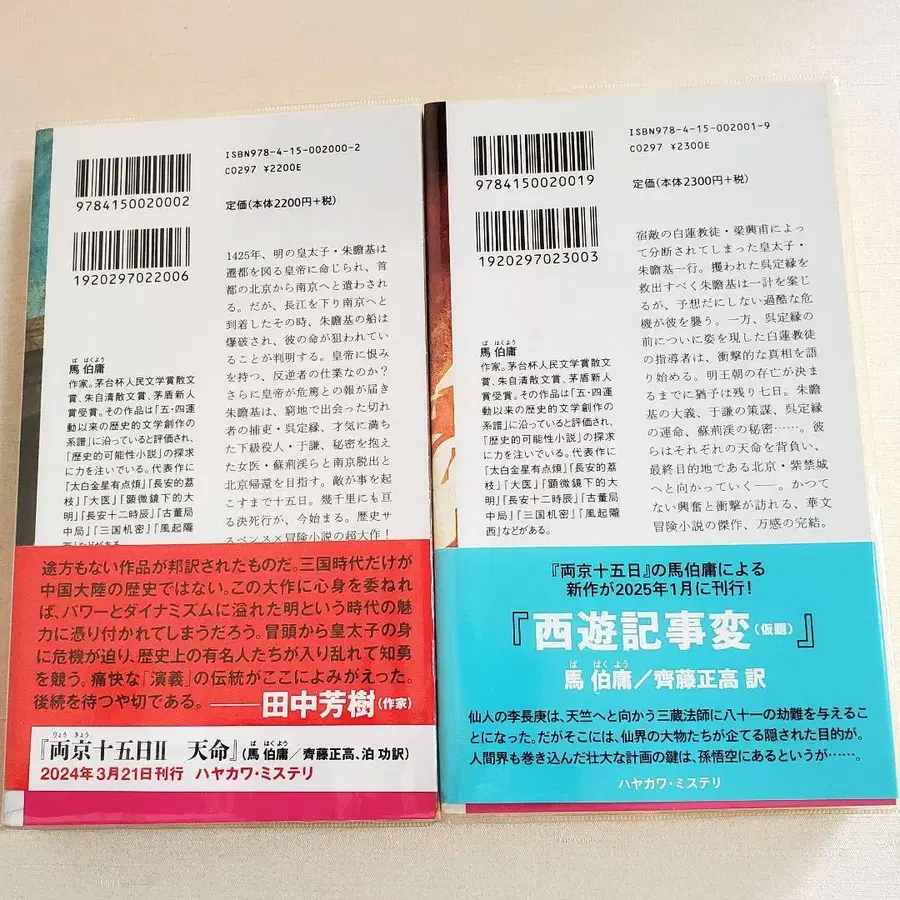 ISBN978-4-15-002000-2
C0297 ¥2200E
9784150020002
定価(本体2200円+税)
1920297022006
1425年、明の皇太子・朱瞻基は
遷都を図る皇帝に命じられ、首
都の北京から南京へと遣わされ
る。だが、長江を下り南京へと
到着したその時、朱瞻基の船は
爆破され、彼の命が狙われてい
ることが判明する。皇帝に恨み
を持つ、反逆者の仕業なのか?
さらに皇帝が危篤との報が届き
朱瞻基は、窮地で出会った切れ
者の捕吏・呉定縁、才気に満ち
た下級役人・于謙、秘密を抱え
た女医・蘇荊渓らと南京脱出と
北京帰還を目指す。敵が事を起
こすまで十五日。幾千里にも亘
る決死行が、今始まる。歴史サ
スペンス×冒険小説の超大作!
ば はくよう
馬 伯庸
作家。茅台杯人民文学賞散文
賞、朱自清散文賞、茅盾新人
賞受賞。その作品は「五・四運
動以来の歴史的文学創作の
系譜」に沿っていると評価され、
「歴史的可能性小説」の探求
に力を注いでいる。代表作に
『太白金星有点煩』『長安的荔
枝』『大医』『顕微鏡下的大
明』『長安十二時辰』『古董局
中局』『三国机密』『風起隴
西』などがある。
途方もない作品が邦訳されたものだ。三国時代だけが
中国大陸の歴史ではない。この大作に心身を委ねれ
ば、パワーとダイナミズムに溢れた明という時代の魅
力に憑り付かれてしまうだろう。冒頭から皇太子の身
に危機が迫り、歴史上の有名人たちが入り乱れて知勇
を競う。痛快な「演義」の伝統がここによみがえった。
後続を待つや切である。――田中芳樹(作家)
りょう きょう
『両京十五日II 天命』(馬 伯庸/齊藤正高、泊 功訳)
ば はくよう
2024年3月21日刊行 ハヤカワ・ミステリ
ISBN978-4-15-002001-9
C0297 ¥2300E
9784150020019
定価(本体2300円+税)
1920297023003
宿敵の白蓮教徒・梁興甫によっ
て分断されてしまった皇太子・
朱瞻基一行。攫われた呉定縁を
救出すべく朱瞻基は一計を案じ
るが、予想だにしない過酷な危
機が彼を襲う。一方、呉定縁の
前についに姿を現した白蓮教徒
の指導者は、衝撃的な真相を語
り始める。明王朝の存亡が決ま
るまでに猶予は残り七日。朱瞻
基の大義、于謙の策謀、呉定縁
の運命、蘇荊渓の秘密……。彼
らはそれぞれの天命を背負い、
最終目的地である北京・紫禁城
へと向かっていく――。かつてな
い興奮と衝撃が訪れる、華文
冒険小説の傑作、万感の完結。
ば はくよう
馬 伯庸
作家。茅台杯人民文学賞散文
賞、朱自清散文賞、茅盾新人
賞受賞。その作品は「五・四運
動以来の歴史的文学創作の
系譜」に沿っていると評価され、
「歴史的可能性小説」の探求
に力を注いでいる。代表作に
『太白金星有点煩』『長安的荔
枝』『大医』『顕微鏡下的大
明』『長安十二時辰』『古董局
中局』『三国机密』『風起隴
西』などがある。
『両京十五日』の馬伯庸による
新作が2025年1月に刊行!
『西遊記事変(仮題)』
ば はく よう
馬 伯庸/齊藤正高 訳
仙人の李長庚は、天竺へと向かう三蔵法師に八十一の劫難を与えるこ
とになった。だがそこには、仙界の大物たちが企てる隠された目的が。
人間界も巻き込んだ壮大な計画の鍵は、孫悟空にあるというが……。
ハヤカワ・ミステリ